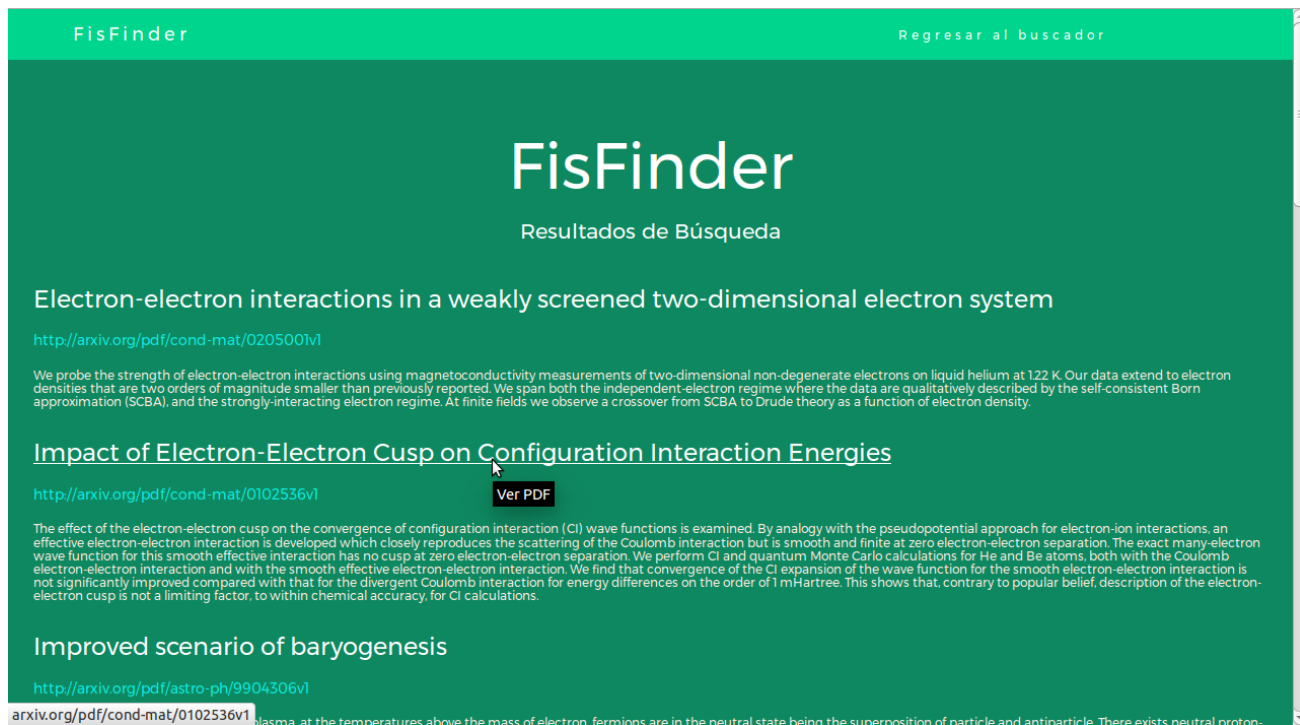 FisFinder
Regresar al buscador
FisFinder
Resultados de Búsqueda
Electron-electron interactions in a weakly screened two-dimensional electron system
http://arxiv.org/pdf/cond-mat/0205001v1
We probe the strength of electron-electron interactions using magnetoconductivity measurements of two-dimensional non-degenerate electrons on liquid helium at 1.22 K. Our data extend to electron
densities that are two orders of magnitude smaller than previously reported. We span both the independent-electron regime where the data are qualitatively described by the self-consistent Born
approximation (SCBA), and the strongly-interacting electron regime. At finite fields we observe a crossover from SCBA to Drude theory as a function of electron density.
Impact of Electron-Electron Cusp on Configuration Interaction Energies
http://arxiv.org/pdf/cond-mat/0102536v1
Ver PDF
The effect of the electron-electron cusp on the convergence of configuration interaction (CI) wave functions is examined. By analogy with the pseudopotential approach for electron-ion interactions, an
effective electron-electron interaction is developed which closely reproduces the scattering of the Coulomb interaction but is smooth and finite at zero electron-electron separation. The exact many-electron
wave function for this smooth effective interaction has no cusp at zero electron-electron separation. We perform CI and quantum Monte Carlo calculations for He and Be atoms, both with the Coulomb
electron-electron interaction and with the smooth effective electron-electron interaction. We find that convergence of the CI expansion of the wave function for the smooth electron-electron interaction is
not significantly improved compared with that for the divergent Coulomb interaction for energy differences on the order of 1 mHartree. This shows that, contrary to popular belief, description of the electron-
electron cusp is not a limiting factor, to within chemical accuracy, for CI calculations.
Improved scenario of baryogenesis
http://arxiv.org/pdf/astro-ph/9904306v1
arxiv.org/pdf/cond-mat/0102536v1
plasma, at the temperatures above the mass of electron, fermions are in the neutral state being the superposition of particle and antiparticle. There exists neutral proton-